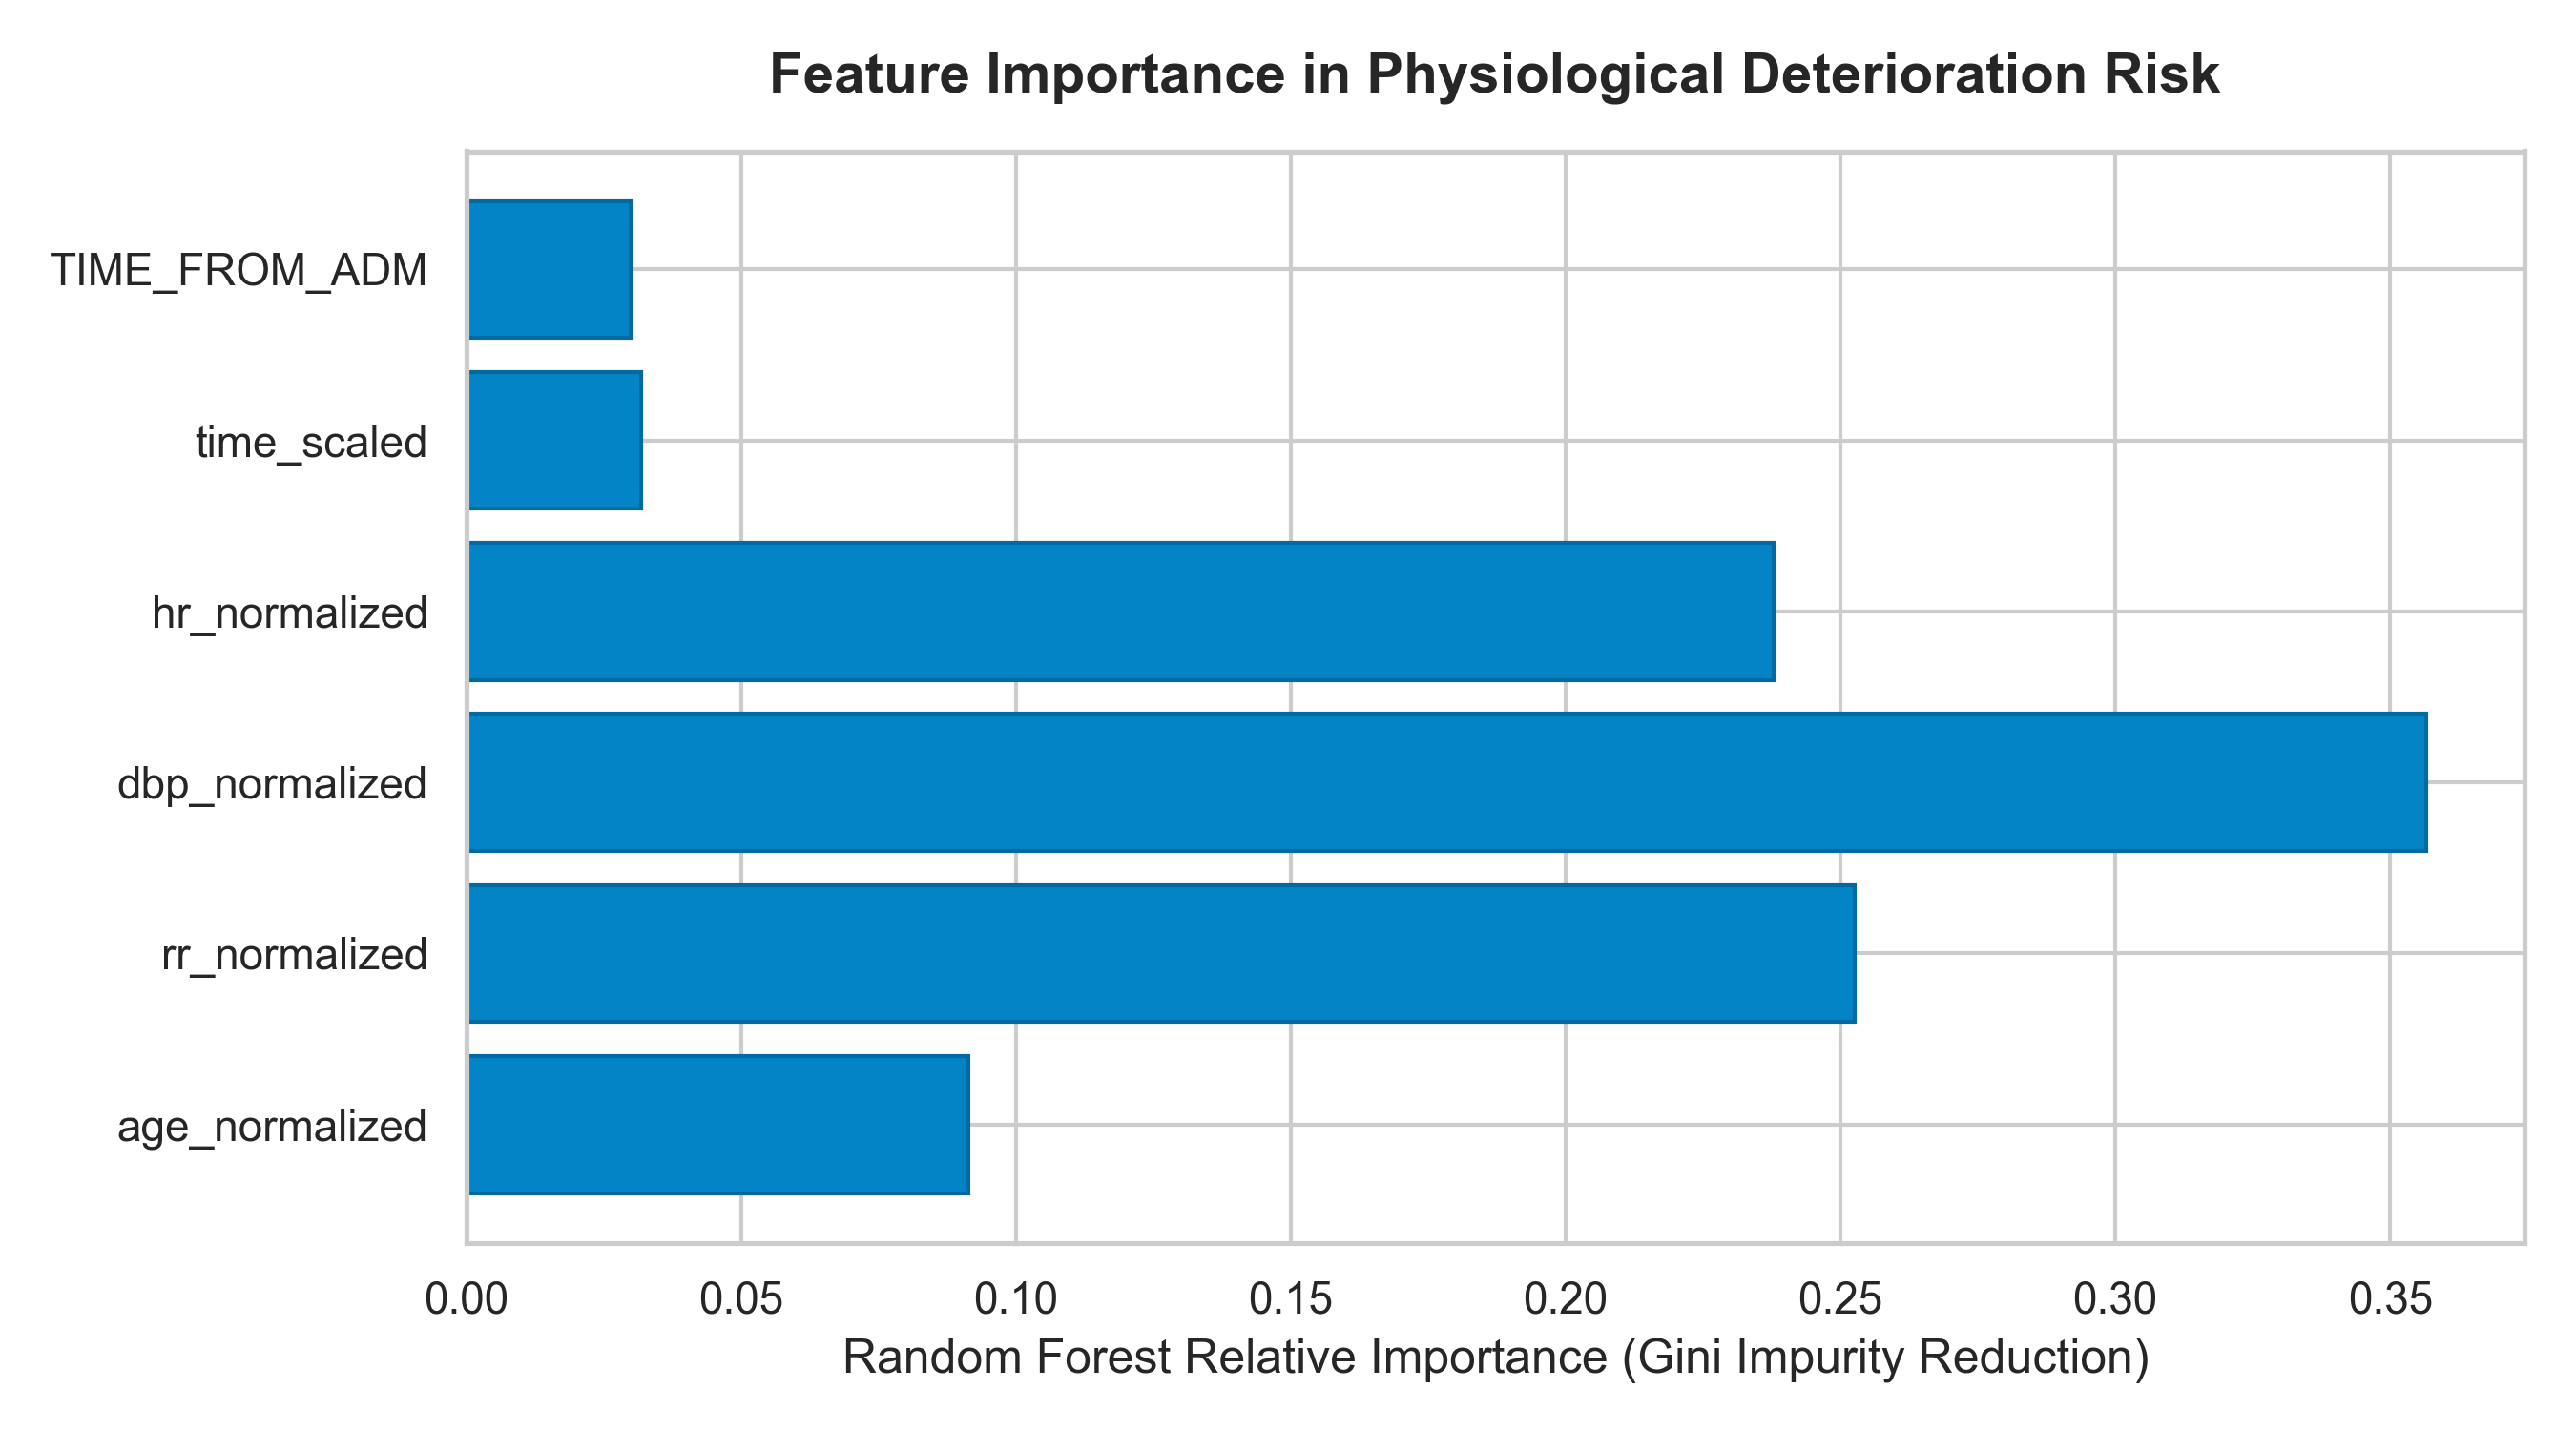 Feature Importance in Physiological Deterioration Risk
TIME_FROM_ADM
time_scaled
hr_normalized
dbp_normalized
rr_normalized
age_normalized
0.00 0.05 0.10 0.15 0.20 0.25 0.30 0.35
Random Forest Relative Importance (Gini Impurity Reduction)